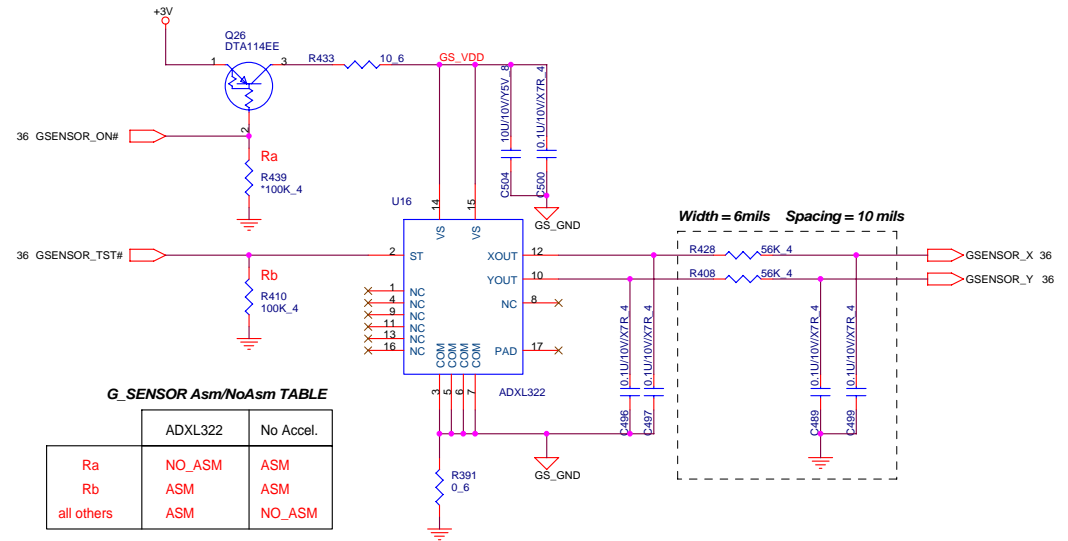 +3V
Q26
DTA114EE
1
3
R433
10_6
GS_VDD
2
36 GSENSOR_ON#
Ra
R439
*100K_4
10U/10V/Y5V_8
0.1U/10V/X7R_4
C504
C500
GS_GND
U16
14
15
VS
VS
Width = 6mils Spacing = 10 mils
36 GSENSOR_TST#
2
ST
XOUT
12
R428
56K_4
GSENSOR_X 36
YOUT
10
R408
56K_4
GSENSOR_Y 36
Rb
R410
100K_4
1
NC
4
NC
9
NC
11
NC
13
NC
16
NC
NC
8
PAD
17
COM
COM
COM
COM
3
5
6
7
ADXL322
0.1U/10V/X7R_4
0.1U/10V/X7R_4
C496
C497
0.1U/10V/X7R_4
0.1U/10V/X7R_4
C489
C499
GS_GND
R391
0_6
G_SENSOR Asm/NoAsm TABLE
ADXL322 No Accel.
Ra NO_ASM ASM
Rb ASM ASM
all others ASM NO_ASM